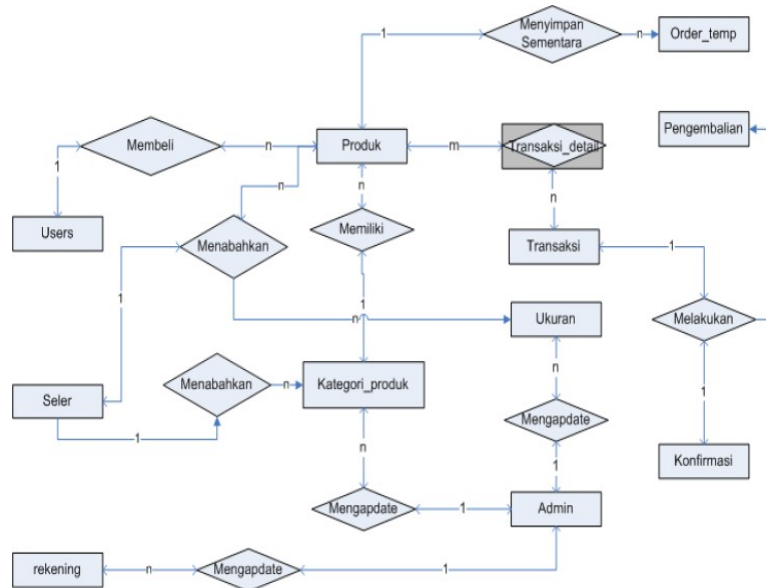 Menyimpan
Sementara
1
n
Order_temp
Membeli
n
Produk
m
Transaksi_detail
Pengembalian
1
n
n
n
Users
Menabahkan
Memiliki
Transaksi
1
1
1
n
Ukuran
Melakukan
Menabahkan
n
Kategori_produk
n
1
Seler
1
Mengapdate
n
1
Konfirmasi
Mengapdate
1
Admin
rekening
n
Mengapdate
1